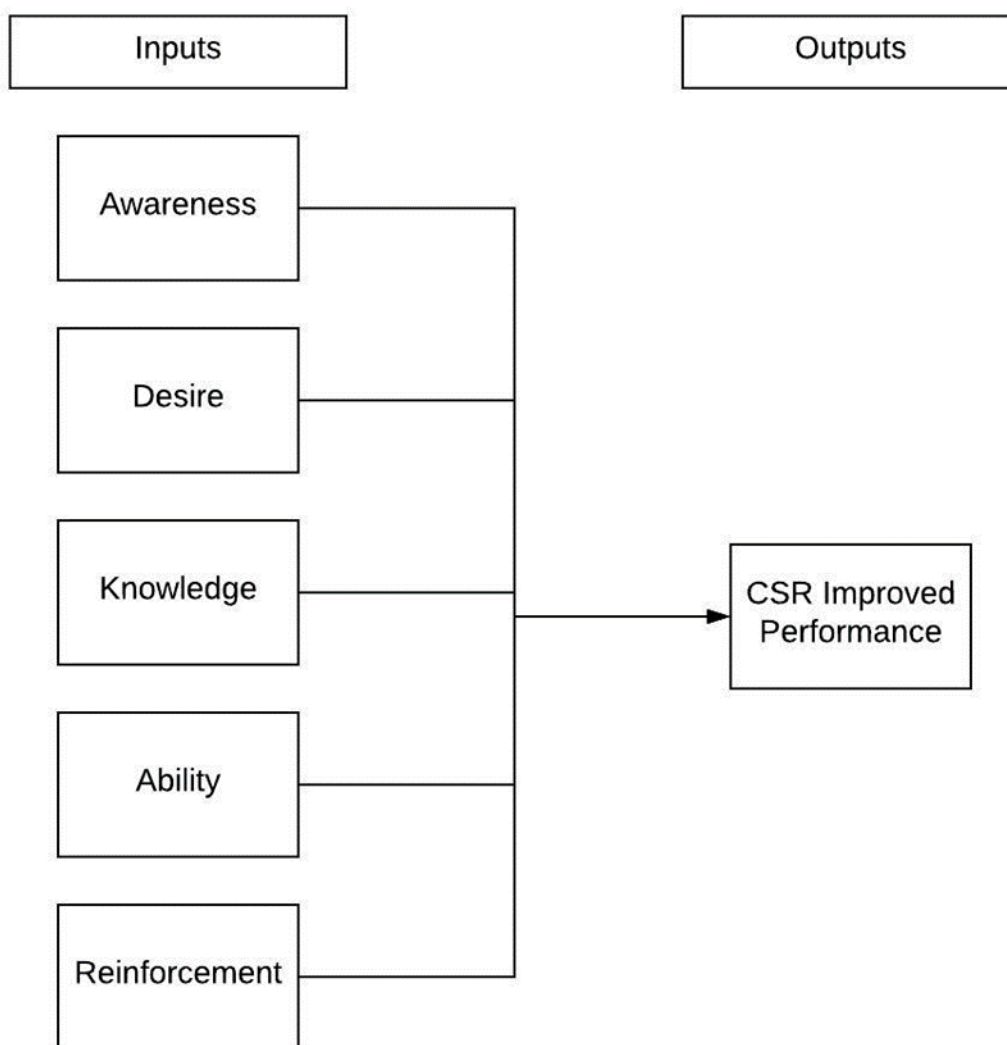 Inputs
Outputs
Awareness
Desire
Knowledge
CSR Improved
Performance
Ability
Reinforcement